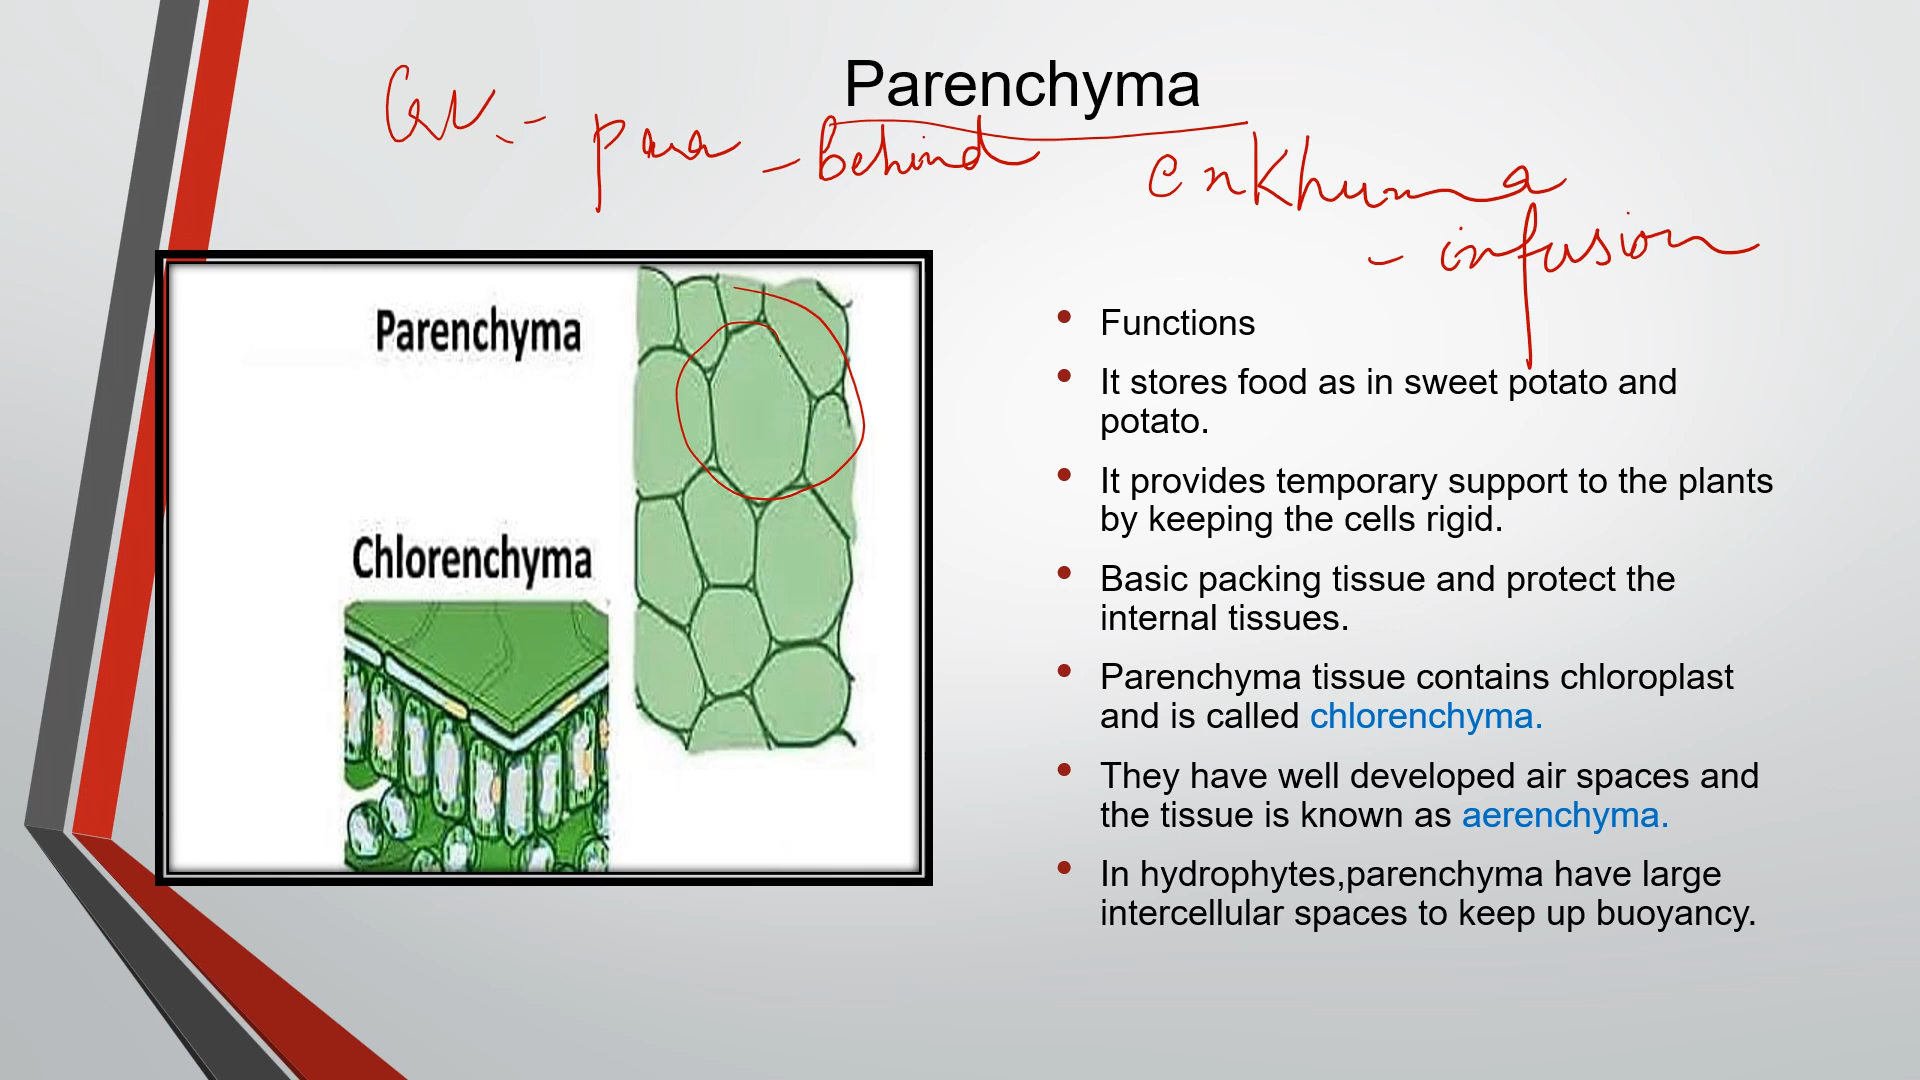 Parenchyma
Gr. - para - behind enkhuma
- infusion
Parenchyma
Chlorenchyma
• Functions
• It stores food as in sweet potato and
potato.
• It provides temporary support to the plants
by keeping the cells rigid.
• Basic packing tissue and protect the
internal tissues.
• Parenchyma tissue contains chloroplast
and is called chlorenchyma.
• They have well developed air spaces and
the tissue is known as aerenchyma.
• In hydrophytes,parenchyma have large
intercellular spaces to keep up buoyancy.